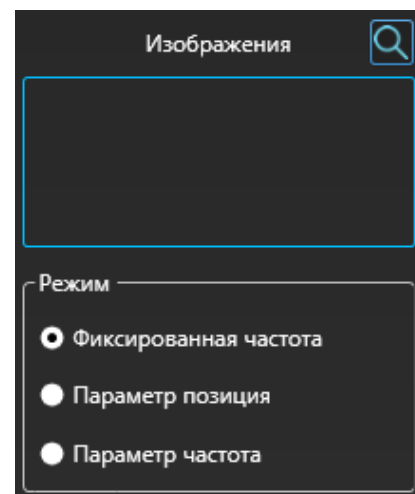 Изображения
Режим
Фиксированная частота
Параметр позиция
Параметр частота